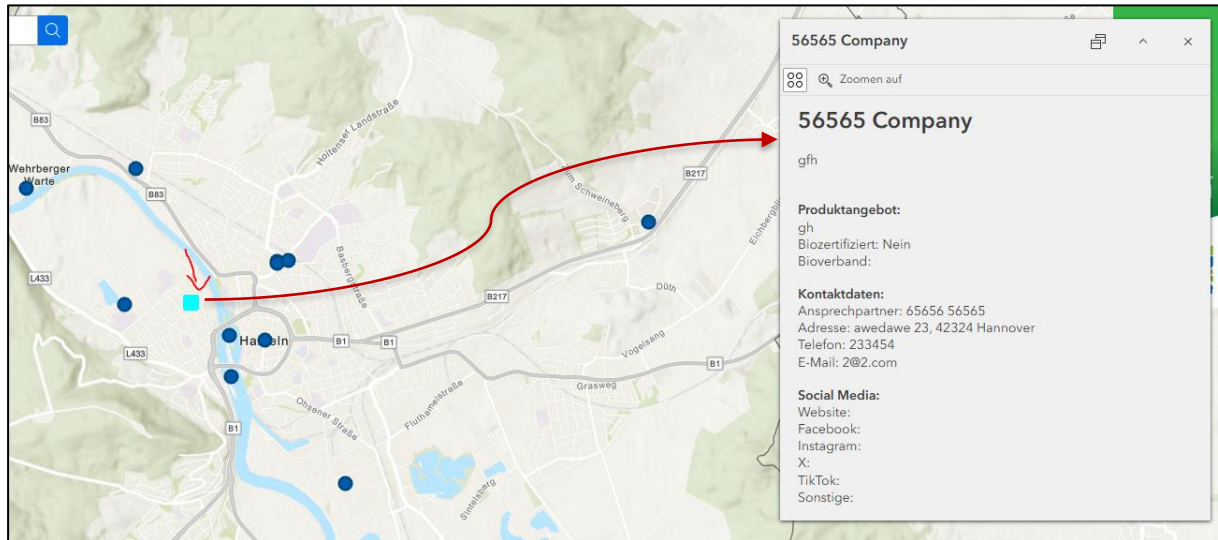 56565 Company
Zoomen auf
56565 Company
gfh
Produktangebot:
gh
Biozertifiziert: Nein
Bioverband:
Kontaktdaten:
Ansprechpartner: 65656 56565
Adresse: awedawe 23, 42324 Hannover
Telefon: 233454
E-Mail: 2@2.com
Social Media:
Website:
Facebook:
Instagram:
X:
TikTok:
Sonstige:
B83
Wehrberger
Warte
B83
Holtenser Landstraße
Zum Schweineberg
B217
L433
Basbergstraße
B217
Düth
B1
B1
L433
Vogelsang
B1
Grasweg
Ohsener Straße
Fluthamelstraße
B1
Sintelsberg